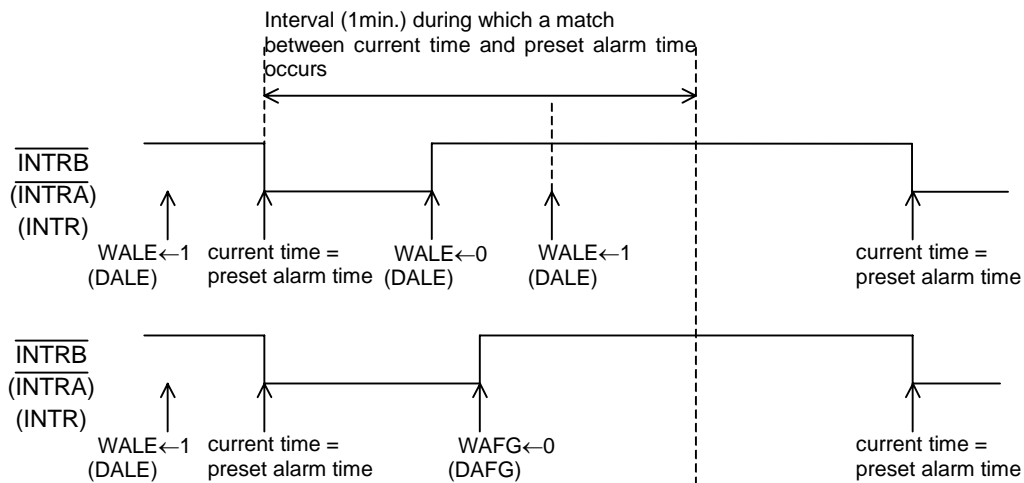 Interval (1min.) during which a match
between current time and preset alarm time
occurs
INTRB
(INTRA)
(INTR)
WALE←1
(DALE)
current time =
preset alarm time
WALE←0
(DALE)
WALE←1
(DALE)
current time =
preset alarm time
INTRB
(INTRA)
(INTR)
WALE←1
(DALE)
current time =
preset alarm time
WAFG←0
(DAFG)
current time =
preset alarm time